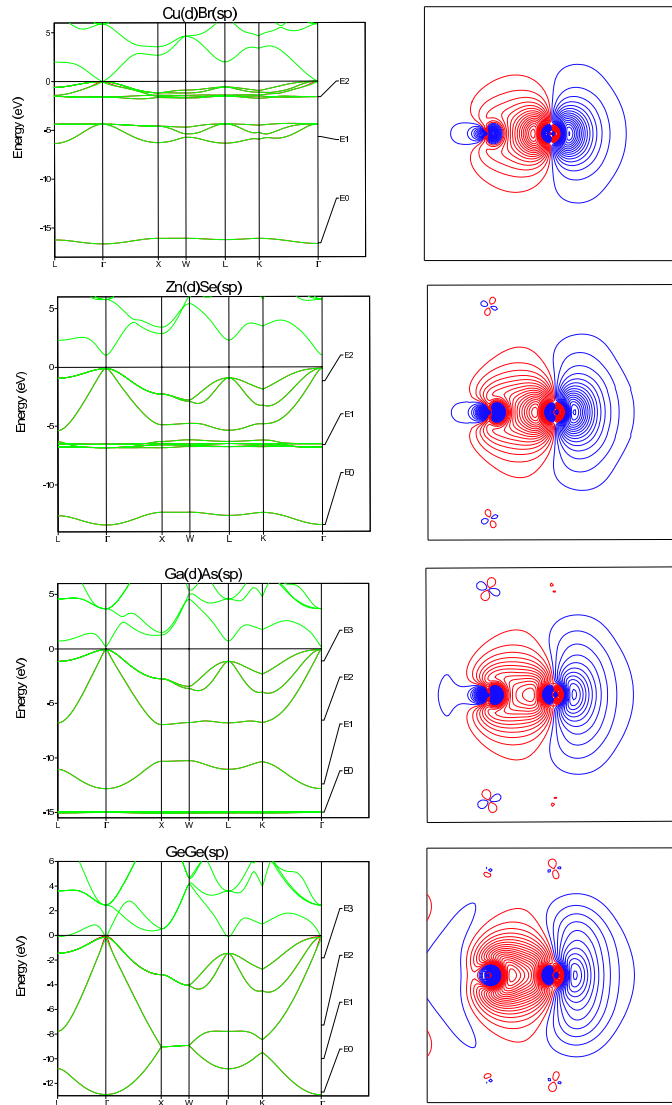 Cu(d)Br(sp)
Energy (eV)
5
0
-5
-10
-15
L Γ X W L K Γ
E2
E1
E0
Zn(d)Se(sp)
Energy (eV)
5
0
-5
-10
L Γ X W L K Γ
E2
E1
E0
Ga(d)As(sp)
Energy (eV)
5
0
-5
-10
-15
L Γ X W L K Γ
E3
E2
E1
E0
GeGe(sp)
Energy (eV)
6
4
2
0
-2
-4
-6
-8
-10
-12
L Γ X W L K Γ
E3
E2
E1
E0